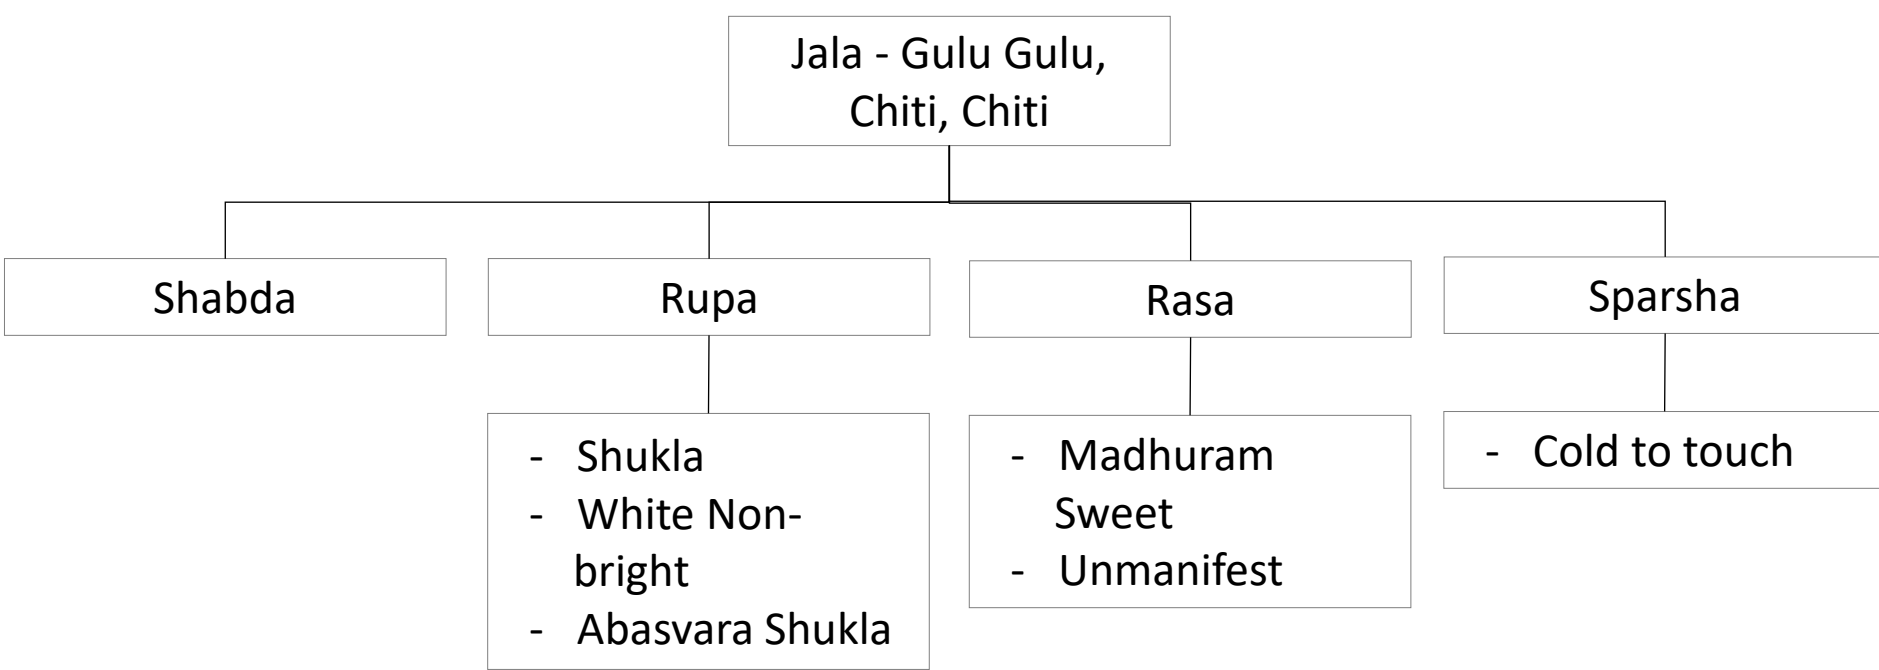 Jala - Gulu Gulu,
Chiti, Chiti
Shabda
Rupa
Rasa
Sparsha
- Shukla
- White Non-
bright
- Abasvara Shukla
- Madhuram
Sweet
- Unmanifest
- Cold to touch